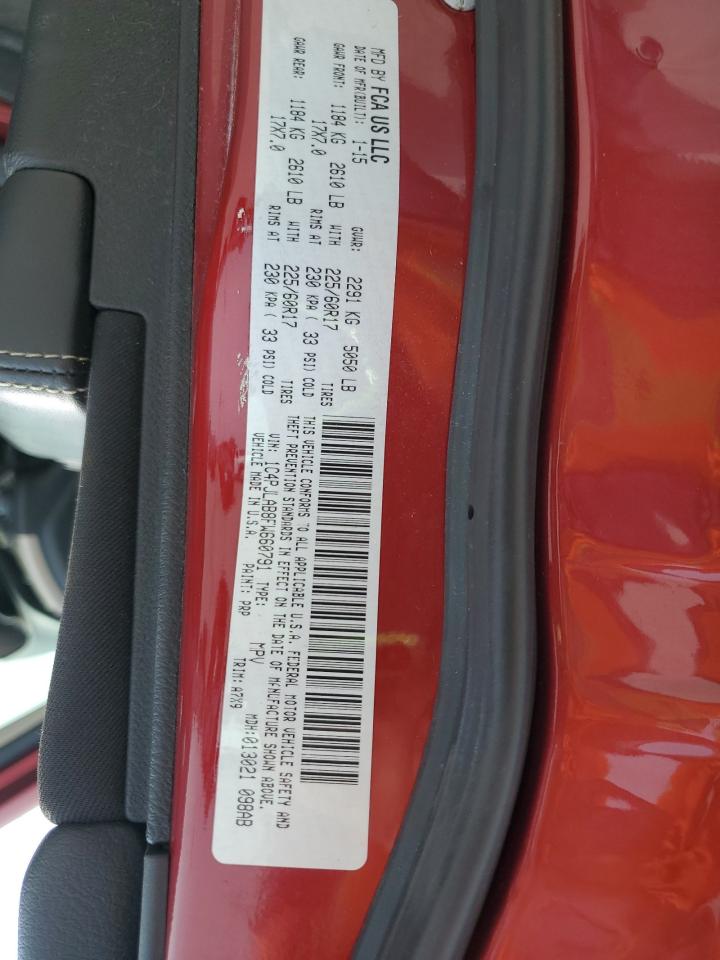 MFD BY FCA US LLC
DATE OF MFR(BUILT): 1-15 GVWR: 2291 KG 5050 LB
GAWR FRONT: 1184 KG 2610 LB WITH 225/60R17 TIRES
17X7.0 RIMS AT 230 KPA ( 33 PSI) COLD
GAWR REAR: 1184 KG 2610 LB WITH 225/60R17 TIRES
17X7.0 RIMS AT 230 KPA ( 33 PSI) COLD
THIS VEHICLE CONFORMS TO ALL APPLICABLE U.S.A. FEDERAL MOTOR VEHICLE SAFETY AND
THEFT PREVENTION STANDARDS IN EFFECT ON THE DATE OF MENUFACTURE SHOWN ABOVE.
VIN: 1C4PJLAB8FW660791 TYPE: MPV MDH:013021 098AB
VEHICLE MADE IN U.S.A. PAINT: PRP TRIM: A7X9